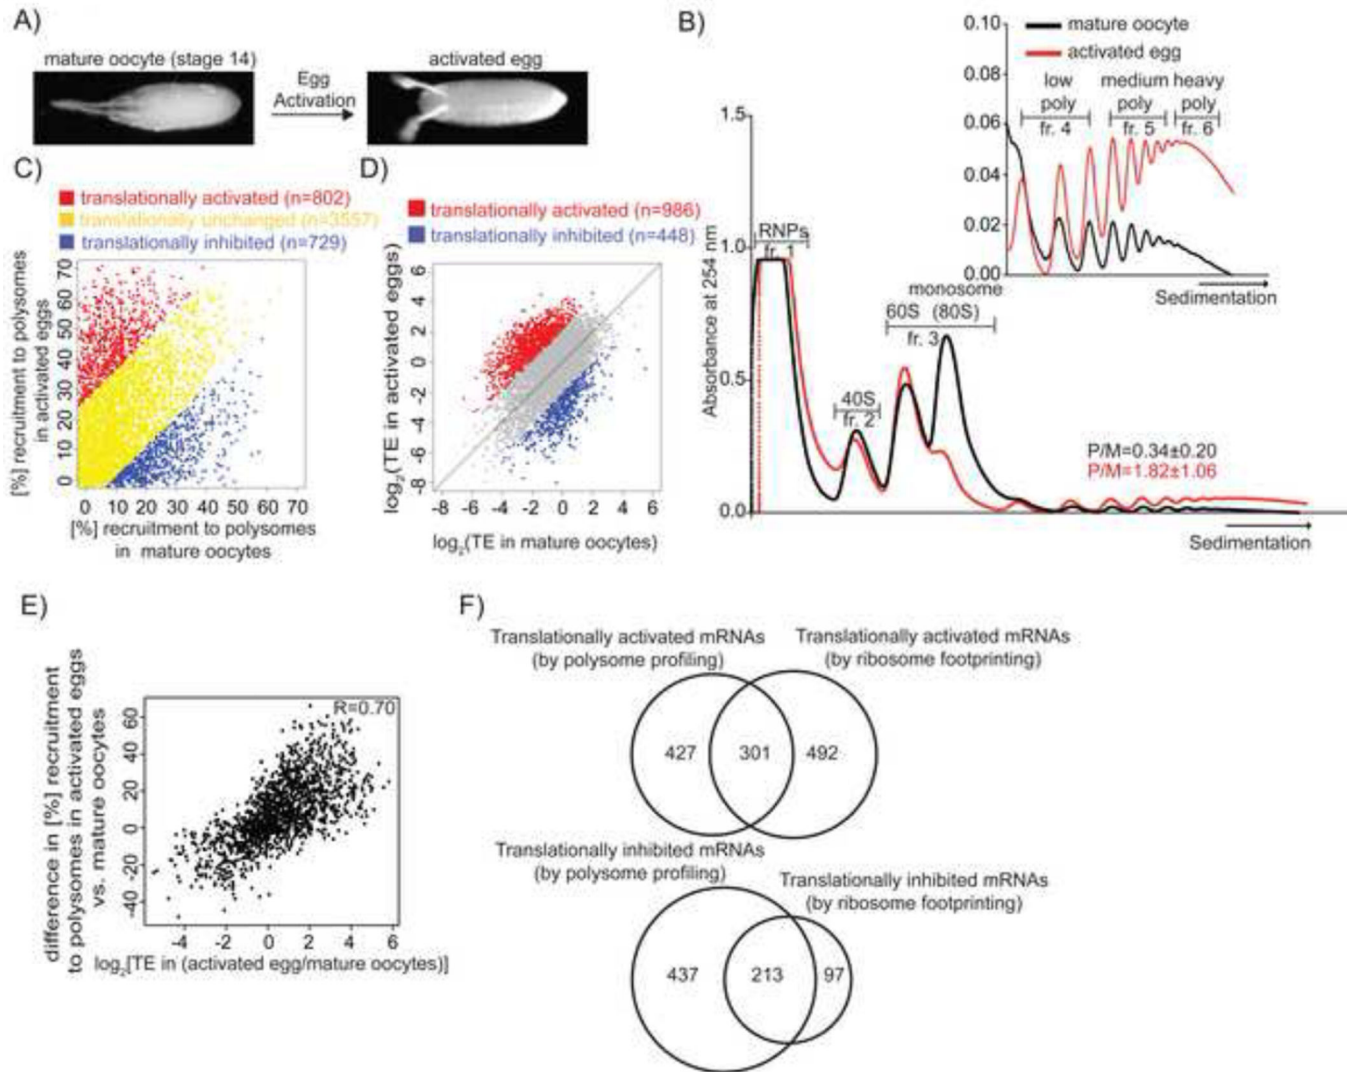 A)
mature oocyte (stage 14)
Egg
Activation
activated egg
B)
0.10
0.08
0.06
0.04
0.02
0.00
mature oocyte
activated egg
low
poly
fr. 4
medium heavy
poly poly
fr. 5 fr. 6
Sedimentation
1.5
1.0
0.5
0.0
Absorbance at 254 nm
RNPs
fr. 1
40S
fr. 2
monosome
60S (80S)
fr. 3
P/M=0.34±0.20
P/M=1.82±1.06
Sedimentation
C)
translationally activated (n=802)
translationally unchanged (n=3557)
translationally inhibited (n=729)
[%] recruitment to polysomes
in activated eggs
70
60
50
40
30
20
10
0
0 10 20 30 40 50 60 70
[%] recruitment to polysomes
in mature oocytes
D)
translationally activated (n=986)
translationally inhibited (n=448)
log2(TE in activated eggs)
6
4
2
0
-2
-4
-6
-8
-8 -6 -4 -2 0 2 4 6
log2(TE in mature oocytes)
E)
difference in [%] recruitment
to polysomes in activated eggs
vs. mature oocytes
60
40
20
0
-20
-40
R=0.70
-4 -2 0 2 4 6
log2[TE in (activated egg/mature oocytes)]
F)
Translationally activated mRNAs
(by polysome profiling)
Translationally activated mRNAs
(by ribosome footprinting)
427 301 492
Translationally inhibited mRNAs
(by polysome profiling)
Translationally inhibited mRNAs
(by ribosome footprinting)
437 213 97